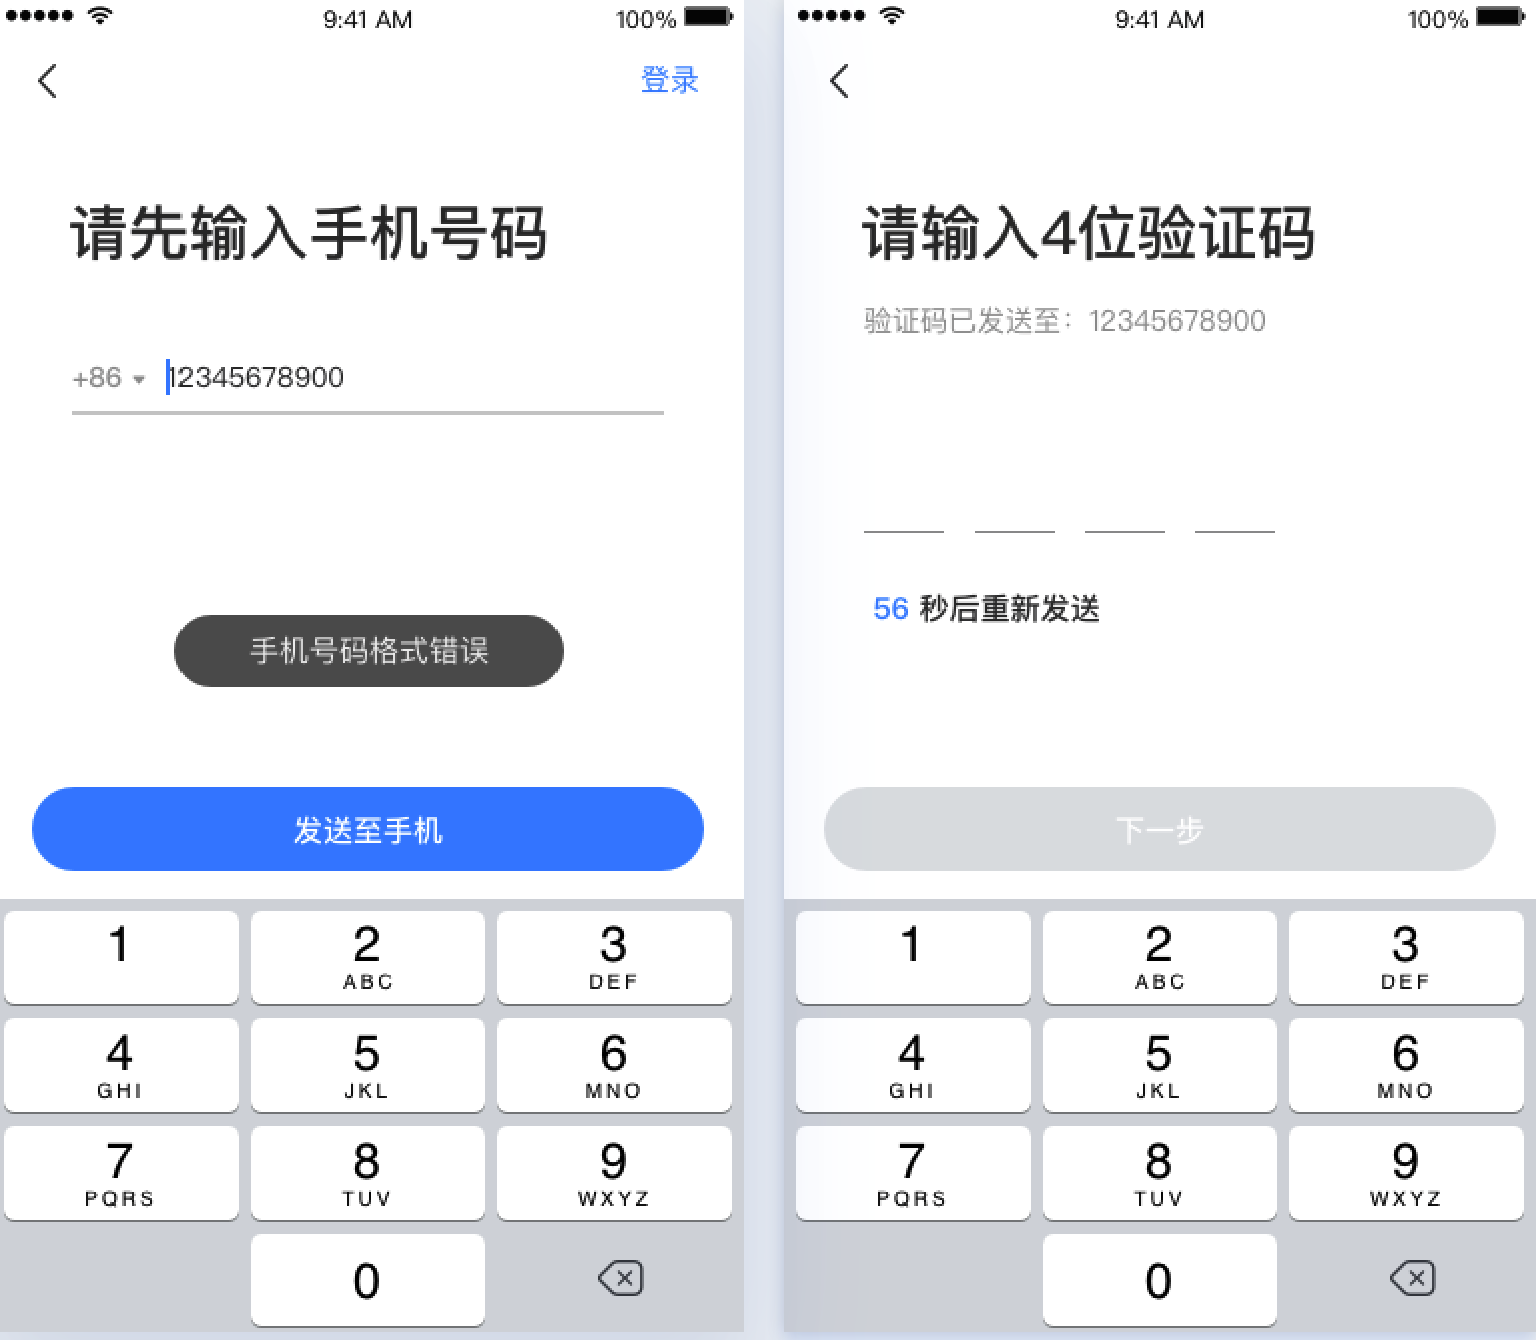 9:41 AM
100%
登录
请先输入手机号码
+86
12345678900
手机号码格式错误
发送至手机
1
2
ABC
3
DEF
4
GHI
5
JKL
6
MNO
7
PQRS
8
TUV
9
WXYZ
0
9:41 AM
100%
请输入4位验证码
验证码已发送至：12345678900
56 秒后重新发送
下一步
1
2
ABC
3
DEF
4
GHI
5
JKL
6
MNO
7
PQRS
8
TUV
9
WXYZ
0